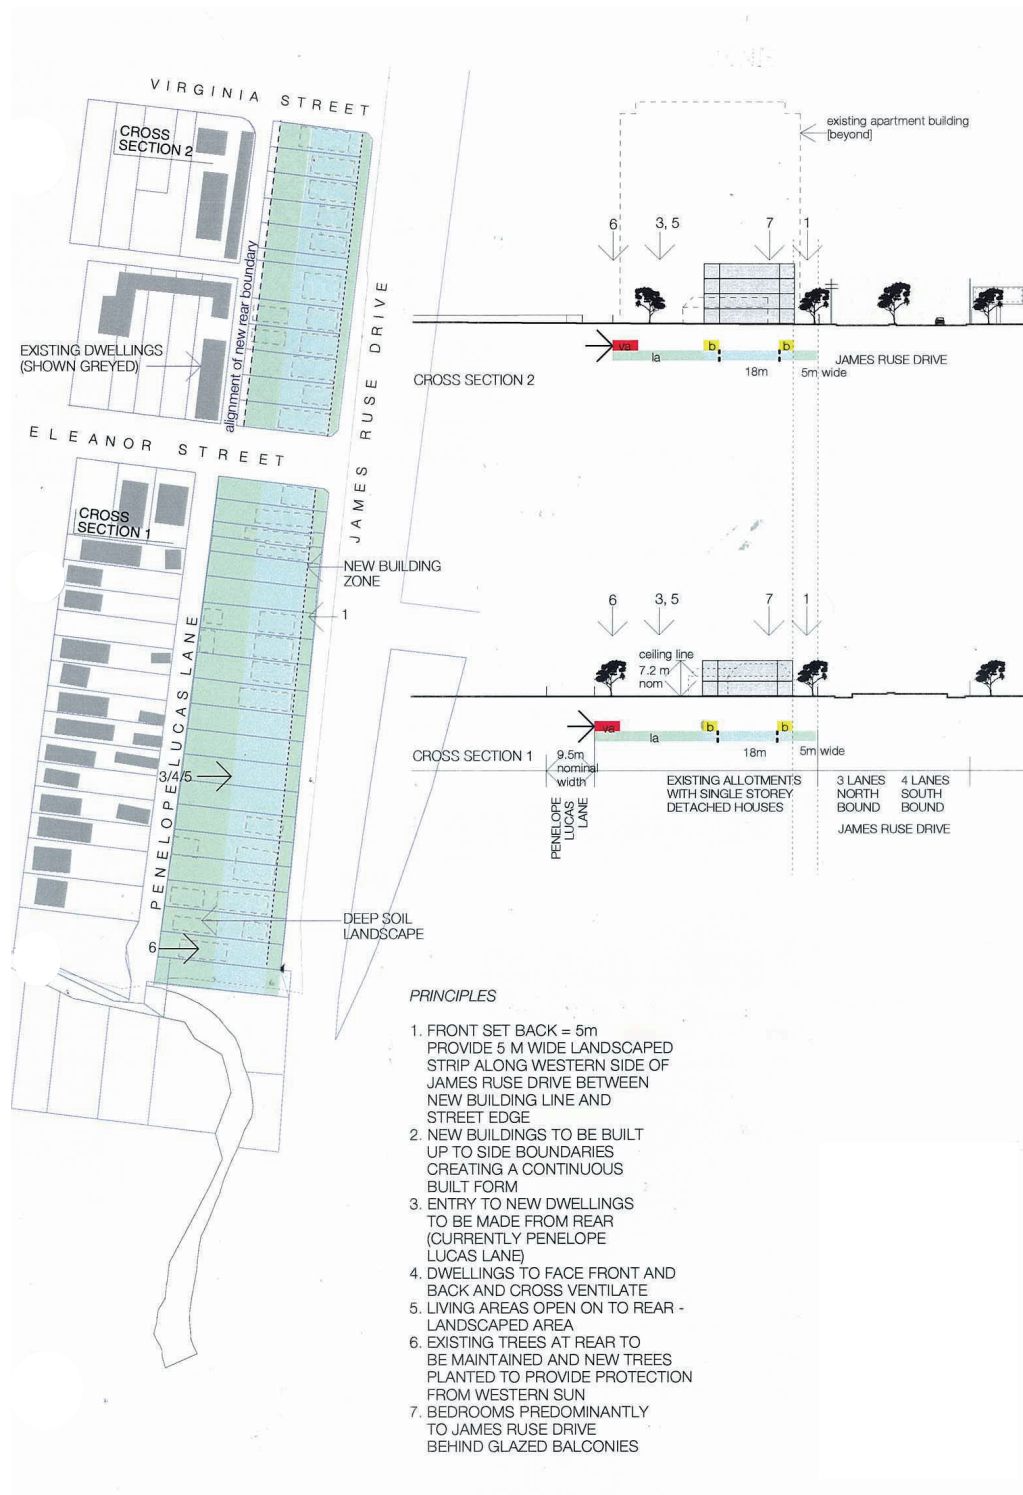 VIRGINIA STREET
CROSS
SECTION 2
alignment of new rear boundary
EXISTING DWELLINGS
(SHOWN GREYED)
JAMES RUSE DRIVE
ELEANOR STREET
CROSS
SECTION 1
NEW BUILDING
ZONE
1
PENELOPE LUCAS LANE
3/4/5
DEEP SOIL
LANDSCAPE
6
existing apartment building
[beyond]
6
3, 5
7
1
va
b
b
la
18m
5m wide
JAMES RUSE DRIVE
CROSS SECTION 2
6
3, 5
7
1
ceiling line
7.2 m
nom
va
b
b
la
18m
5m wide
CROSS SECTION 1
9.5m
nominal
width
PENELOPE
LUCAS
LANE
EXISTING ALLOTMENTS
WITH SINGLE STOREY
DETACHED HOUSES
3 LANES
NORTH
BOUND
4 LANES
SOUTH
BOUND
JAMES RUSE DRIVE
PRINCIPLES
1. FRONT SET BACK = 5m
PROVIDE 5 M WIDE LANDSCAPED
STRIP ALONG WESTERN SIDE OF
JAMES RUSE DRIVE BETWEEN
NEW BUILDING LINE AND
STREET EDGE
2. NEW BUILDINGS TO BE BUILT
UP TO SIDE BOUNDARIES
CREATING A CONTINUOUS
BUILT FORM
3. ENTRY TO NEW DWELLINGS
TO BE MADE FROM REAR
(CURRENTLY PENELOPE
LUCAS LANE)
4. DWELLINGS TO FACE FRONT AND
BACK AND CROSS VENTILATE
5. LIVING AREAS OPEN ON TO REAR -
LANDSCAPED AREA
6. EXISTING TREES AT REAR TO
BE MAINTAINED AND NEW TREES
PLANTED TO PROVIDE PROTECTION
FROM WESTERN SUN
7. BEDROOMS PREDOMINANTLY
TO JAMES RUSE DRIVE
BEHIND GLAZED BALCONIES